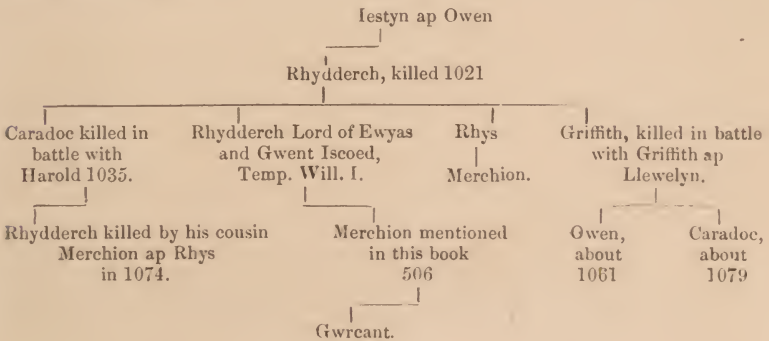 Iestyn ap Owen
Rhydderch, killed 1021
Caradoc killed in
battle with
Harold 1035.
Rhydderch Lord of Ewyas
and Gwent Iscoed,
Temp. Will. I.
Rhys
Merchion.
Griffith, killed in battle
with Griffith ap
Llewelyn.
Rhydderch killed by his cousin
Merchion ap Rhys
in 1074.
Merchion mentioned
in this book
506
Owen,
about
1061
Caradoc,
about
1079
Gwrcant.